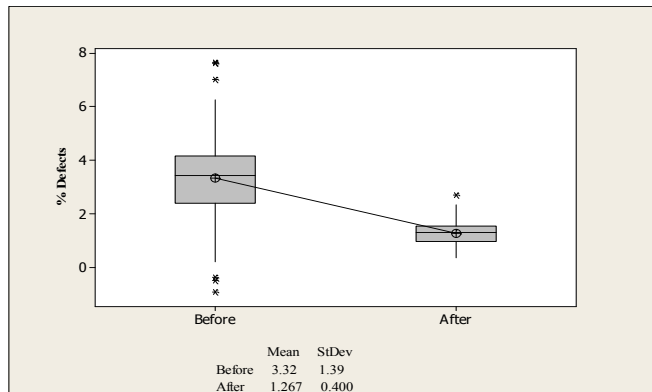 8
6
4
2
0
% Defects
Before After
Mean StDev
Before 3.32 1.39
After 1.267 0.400